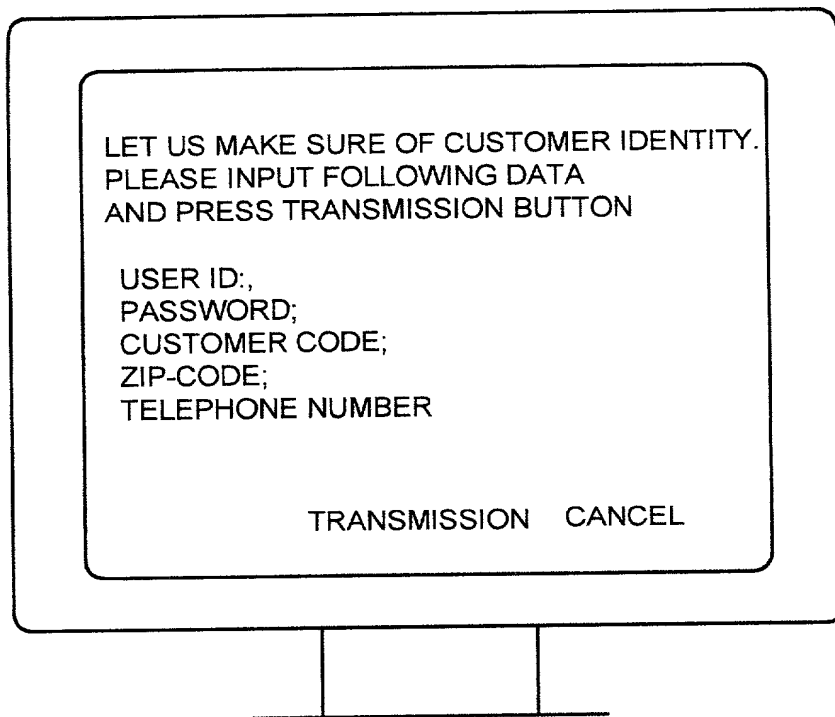 LET US MAKE SURE OF CUSTOMER IDENTITY.
PLEASE INPUT FOLLOWING DATA
AND PRESS TRANSMISSION BUTTON
USER ID:,
PASSWORD;
CUSTOMER CODE;
ZIP-CODE;
TELEPHONE NUMBER
TRANSMISSION CANCEL